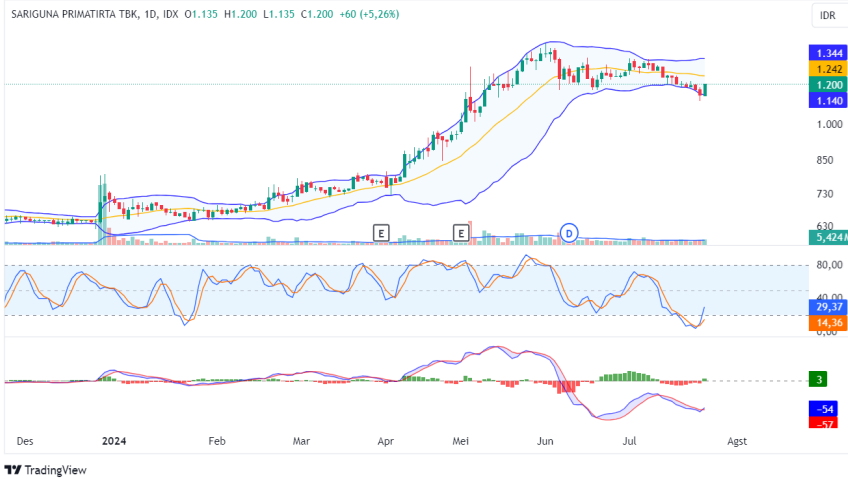 SARIGUNA PRIMATIRTA TBK, 1D, IDX O1.135 H1.200 L1.135 C1.200 +60 (+5,26%)
IDR
1.344
1.242
1.200
1.140
1.000
850
730
630
E
E
D
5,424M
80,00
40,00
29,37
14,36
0,00
3
−54
−57
Des 2024 Feb Mar Apr Mei Jun Jul Agst
TradingView